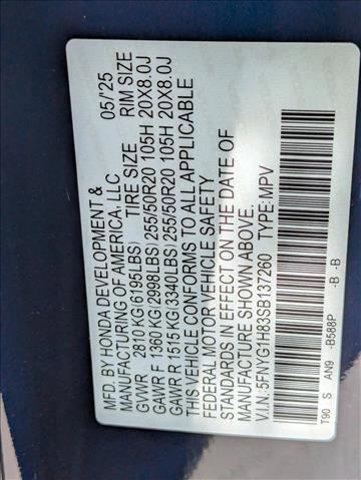 MFD. BY HONDA DEVELOPMENT & 05/'25
MANUFACTURING OF AMERICA, LLC
TIRE SIZE RIM SIZE
GVWR 2810 KG(6195LBS)
GAWR F 1360 KG(2998LBS) 255/50R20 105H 20X8.0J
GAWR R 1515 KG(3340LBS) 255/50R20 105H 20X8.0J
THIS VEHICLE CONFORMS TO ALL APPLICABLE
FEDERAL MOTOR VEHICLE SAFETY
STANDARDS IN EFFECT ON THE DATE OF
MANUFACTURE SHOWN ABOVE.
V.I.N. 5FNYG1H83SB137260 TYPE: MPV
T90 S AN9 -B588P -B -B